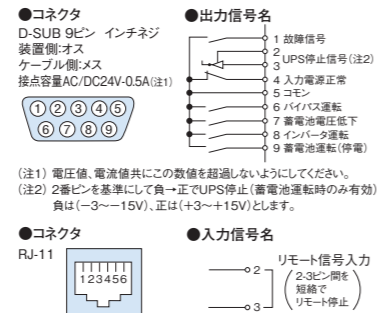 ●コネクタ
D-SUB 9ピン インチネジ
装置側:オス
ケーブル側:メス
接点容量AC/DC24V-0.5A(注1)
1 2 3 4 5
6 7 8 9
●出力信号名
1 故障信号
2
3 UPS停止信号(注2)
4 入力電源正常
5 コモン
6 バイパス運転
7 蓄電池電圧低下
8 インバータ運転
9 蓄電池運転(停電)
(注1) 電圧値、電流値共にこの数値を超過しないようにしてください。
(注2) 2番ピンを基準にして負→正でUPS停止(蓄電池運転時のみ有効)
負は(−3〜−15V)、正は(+3〜+15V)とします。
●コネクタ
RJ-11
123456
●入力信号名
リモート信号入力
2
3
2-3ピン間を
短絡で
リモート停止